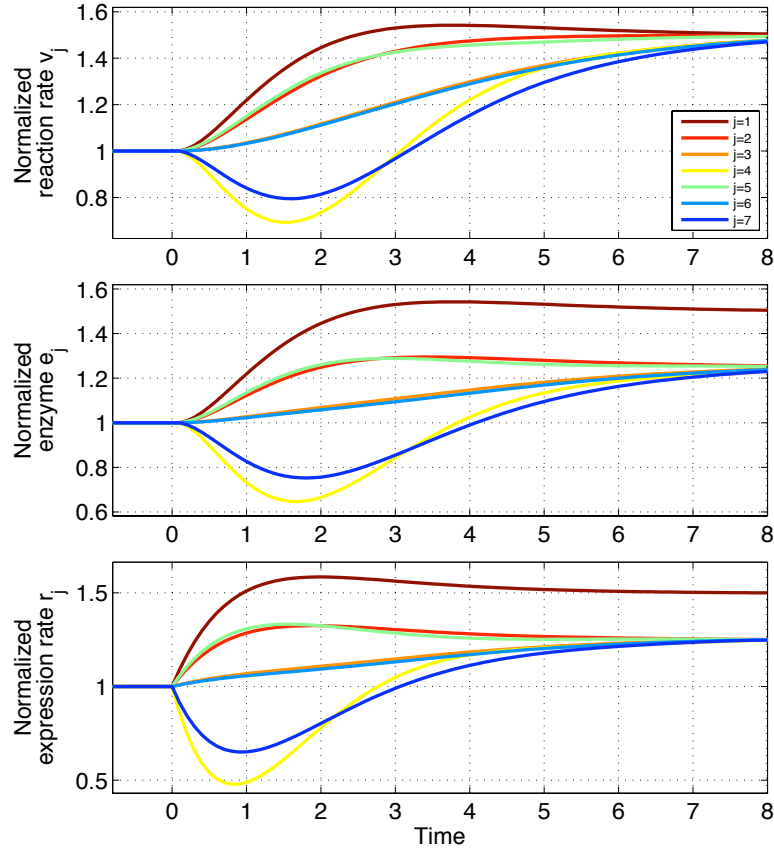 Normalized
reaction rate v_j
1.6
1.4
1.2
1
0.8
0 1 2 3 4 5 6 7 8
j=1
j=2
j=3
j=4
j=5
j=6
j=7
Normalized
enzyme e_j
1.6
1.4
1.2
1
0.8
0.6
0 1 2 3 4 5 6 7 8
Normalized
expression rate r_j
1.5
1
0.5
0 1 2 3 4 5 6 7 8
Time